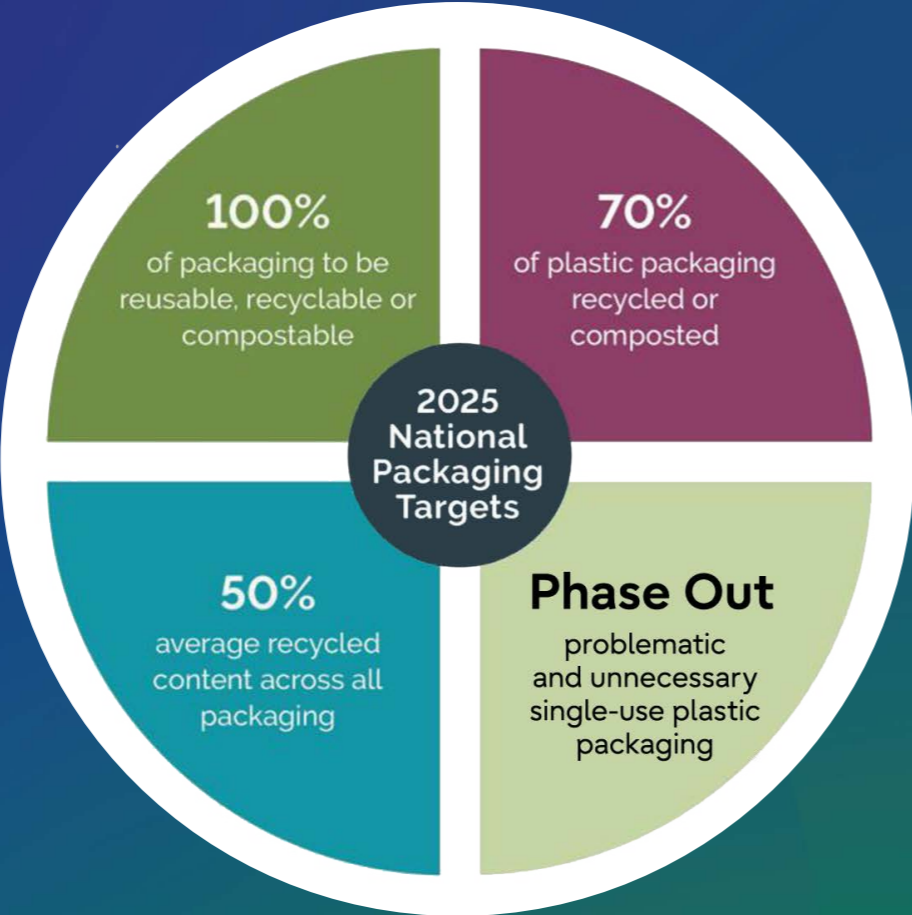 100%
of packaging to be
reusable, recyclable or
compostable
70%
of plastic packaging
recycled or
composted
2025
National
Packaging
Targets
50%
average recycled
content across all
packaging
Phase Out
problematic
and unnecessary
single-use plastic
packaging